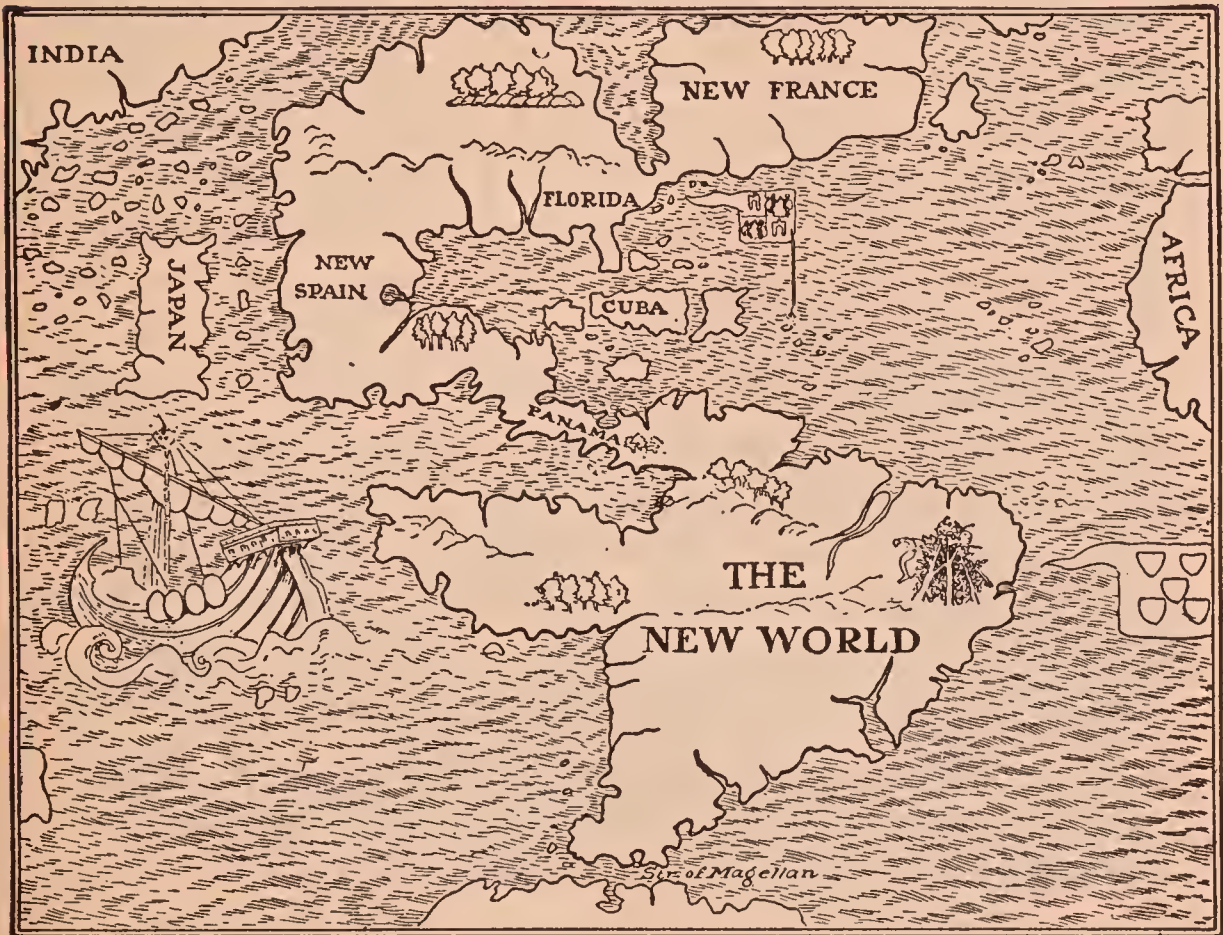 INDIA
NEW FRANCE
FLORIDA
NEW
SPAIN
JAPAN
CUBA
AFRICA
PANAMA
THE
NEW WORLD
Str. of Magellan